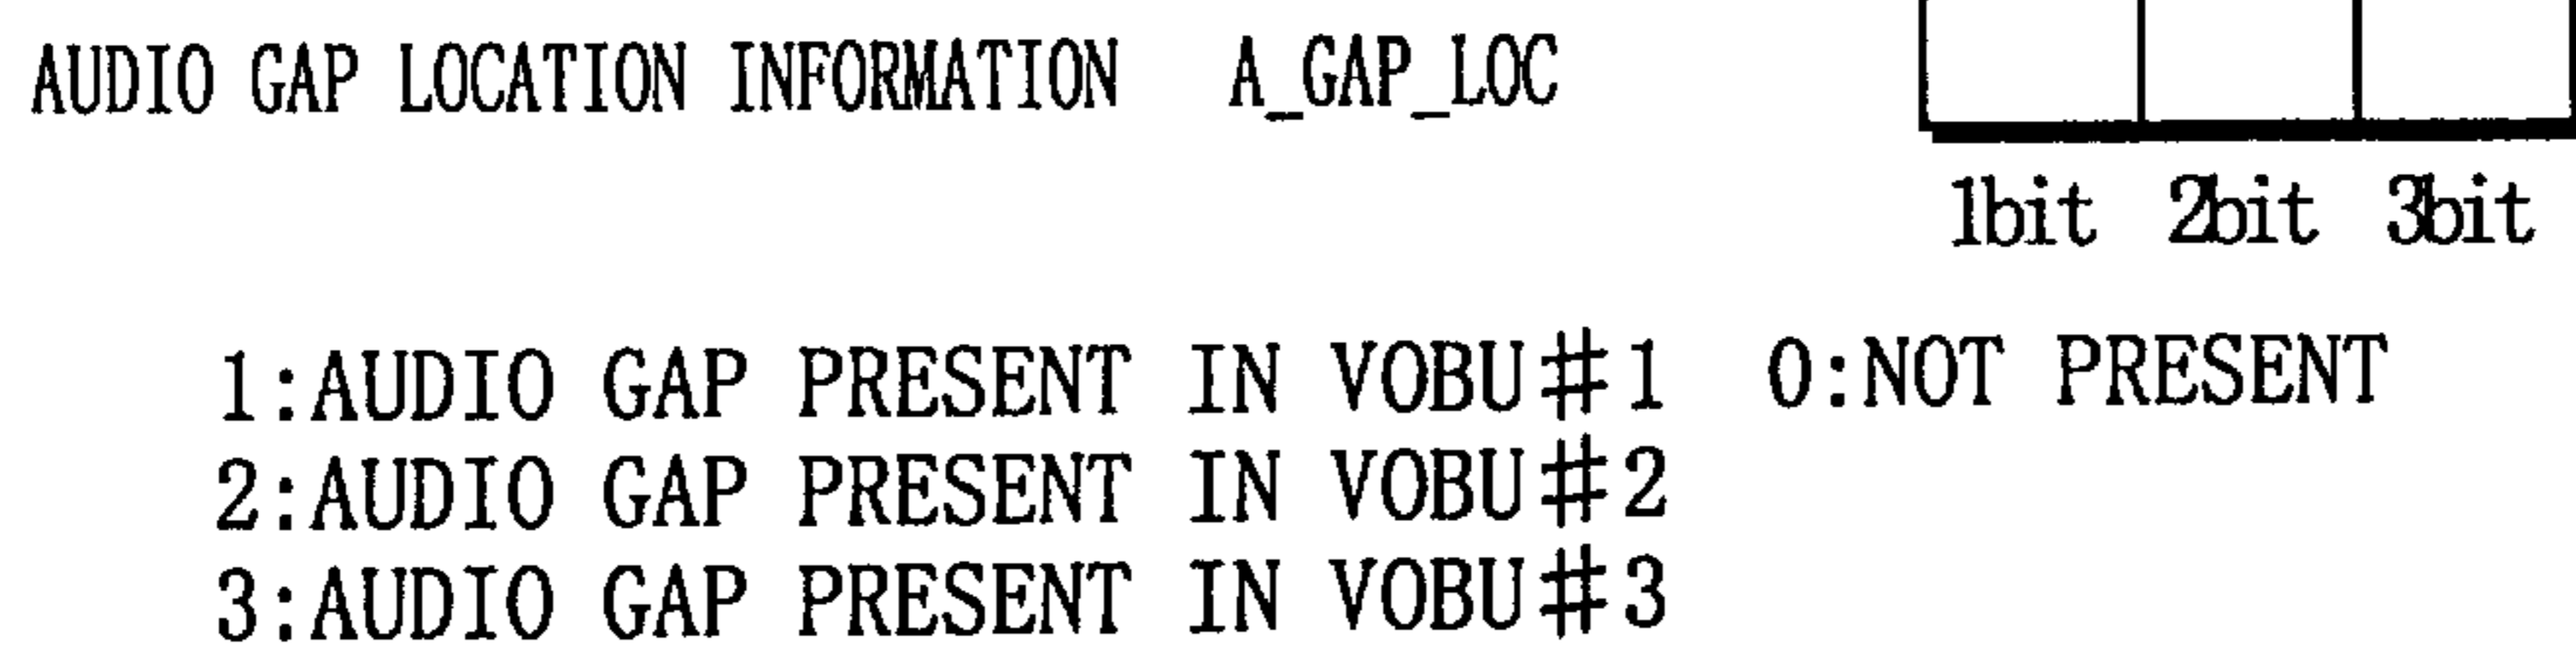 AUDIO GAP LOCATION INFORMATION A_GAP_LOC
1bit 2bit 3bit
1:AUDIO GAP PRESENT IN VOBU#1 0:NOT PRESENT
2:AUDIO GAP PRESENT IN VOBU#2
3:AUDIO GAP PRESENT IN VOBU#3